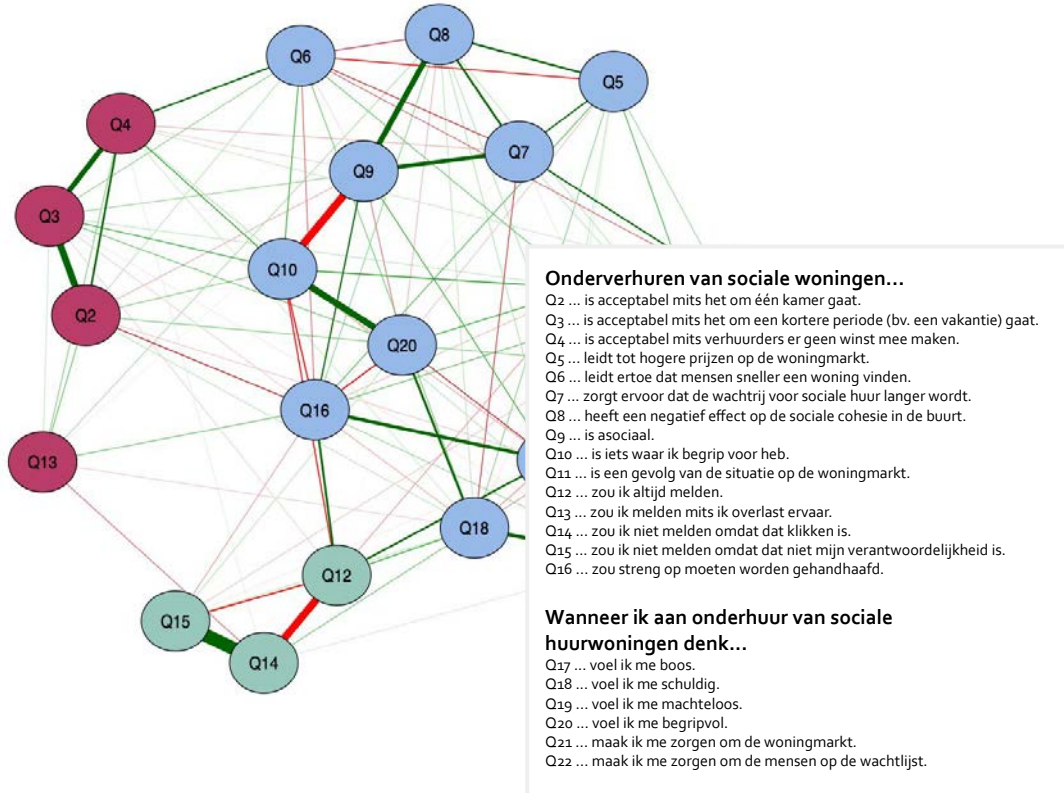 Q8
Q6
Q5
Q4
Q7
Q9
Q3
Q10
Q2
Q20
Q16
Q13
Q18
Q12
Q15
Q14
Onderverhuren van sociale woningen...
Q2 ... is acceptabel mits het om één kamer gaat.
Q3 ... is acceptabel mits het om een kortere periode (bv. een vakantie) gaat.
Q4 ... is acceptabel mits verhuurders er geen winst mee maken.
Q5 ... leidt tot hogere prijzen op de woningmarkt.
Q6 ... leidt ertoe dat mensen sneller een woning vinden.
Q7 ... zorgt ervoor dat de wachtrij voor sociale huur langer wordt.
Q8 ... heeft een negatief effect op de sociale cohesie in de buurt.
Q9 ... is asociaal.
Q10 ... is iets waar ik begrip voor heb.
Q11 ... is een gevolg van de situatie op de woningmarkt.
Q12 ... zou ik altijd melden.
Q13 ... zou ik melden mits ik overlast ervaar.
Q14 ... zou ik niet melden omdat dat klikken is.
Q15 ... zou ik niet melden omdat dat niet mijn verantwoordelijkheid is.
Q16 ... zou streng op moeten worden gehandhaafd.
Wanneer ik aan onderhuur van sociale
huurwoningen denk...
Q17 ... voel ik me boos.
Q18 ... voel ik me schuldig.
Q19 ... voel ik me machteloos.
Q20 ... voel ik me begripvol.
Q21 ... maak ik me zorgen om de woningmarkt.
Q22 ... maak ik me zorgen om de mensen op de wachtlijst.